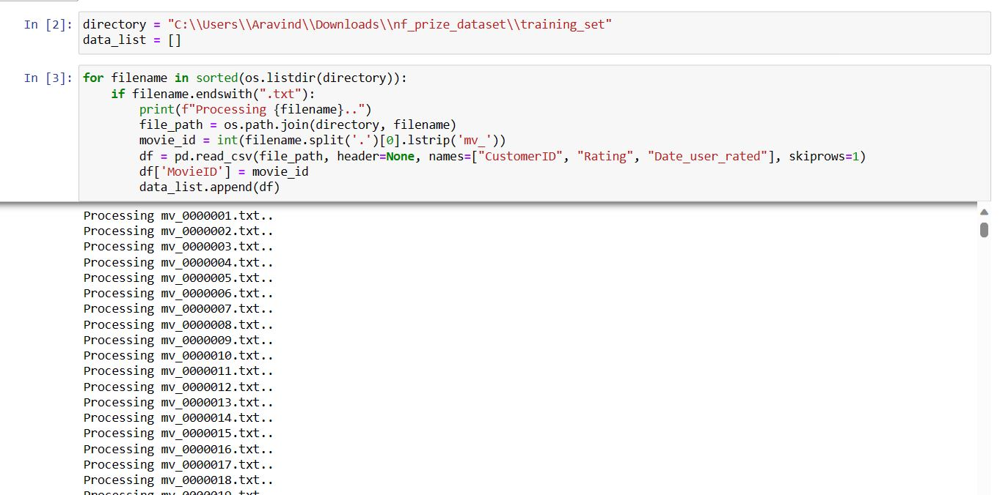 In [2]: directory = "C:\\Users\\Aravind\\Downloads\\nf_prize_dataset\\training_set"
data_list = []
In [3]: for filename in sorted(os.listdir(directory)):
    if filename.endswith(".txt"):
        print(f"Processing {filename}..")
        file_path = os.path.join(directory, filename)
        movie_id = int(filename.split('.')[0].lstrip('mv_'))
        df = pd.read_csv(file_path, header=None, names=["CustomerID", "Rating", "Date_user_rated"], skiprows=1)
        df['MovieID'] = movie_id
        data_list.append(df)
Processing mv_0000001.txt..
Processing mv_0000002.txt..
Processing mv_0000003.txt..
Processing mv_0000004.txt..
Processing mv_0000005.txt..
Processing mv_0000006.txt..
Processing mv_0000007.txt..
Processing mv_0000008.txt..
Processing mv_0000009.txt..
Processing mv_0000010.txt..
Processing mv_0000011.txt..
Processing mv_0000012.txt..
Processing mv_0000013.txt..
Processing mv_0000014.txt..
Processing mv_0000015.txt..
Processing mv_0000016.txt..
Processing mv_0000017.txt..
Processing mv_0000018.txt..
Processing mv_0000019.txt